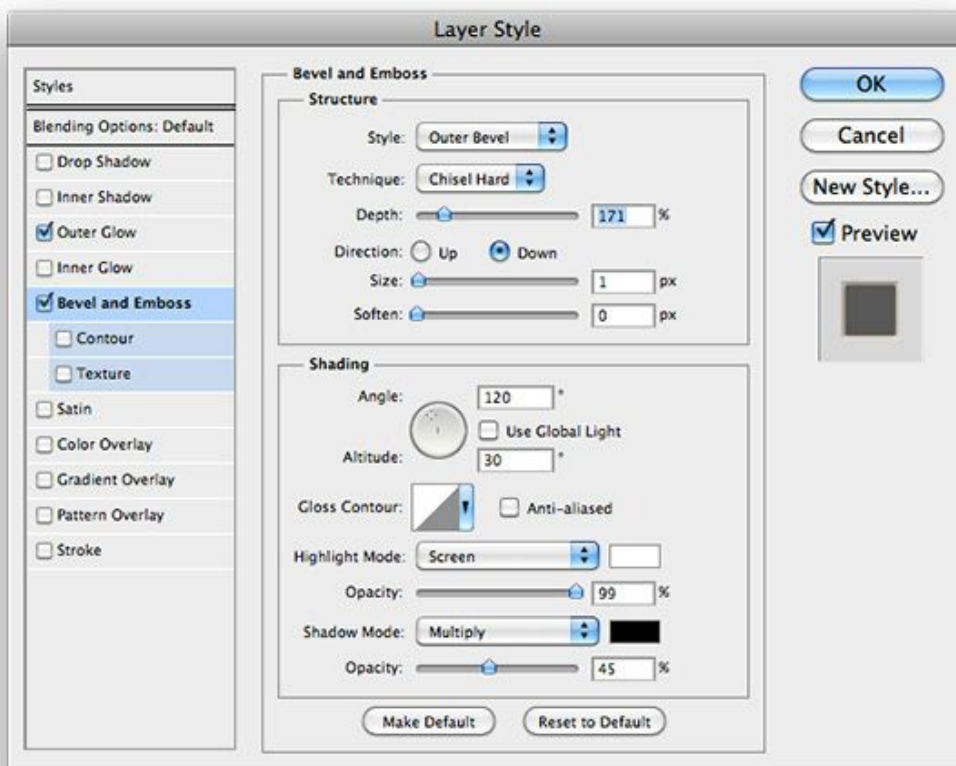 Layer Style
Styles
Blending Options: Default
Drop Shadow
Inner Shadow
Outer Glow
Inner Glow
Bevel and Emboss
Contour
Texture
Satin
Color Overlay
Gradient Overlay
Pattern Overlay
Stroke
Bevel and Emboss
Structure
Style: Outer Bevel
Technique: Chisel Hard
Depth: 171 %
Direction: Up Down
Size: 1 px
Soften: 0 px
Shading
Angle: 120 °
Use Global Light
Altitude: 30 °
Gloss Contour: Anti-aliased
Highlight Mode: Screen
Opacity: 99 %
Shadow Mode: Multiply
Opacity: 45 %
Make Default Reset to Default
OK
Cancel
New Style...
Preview